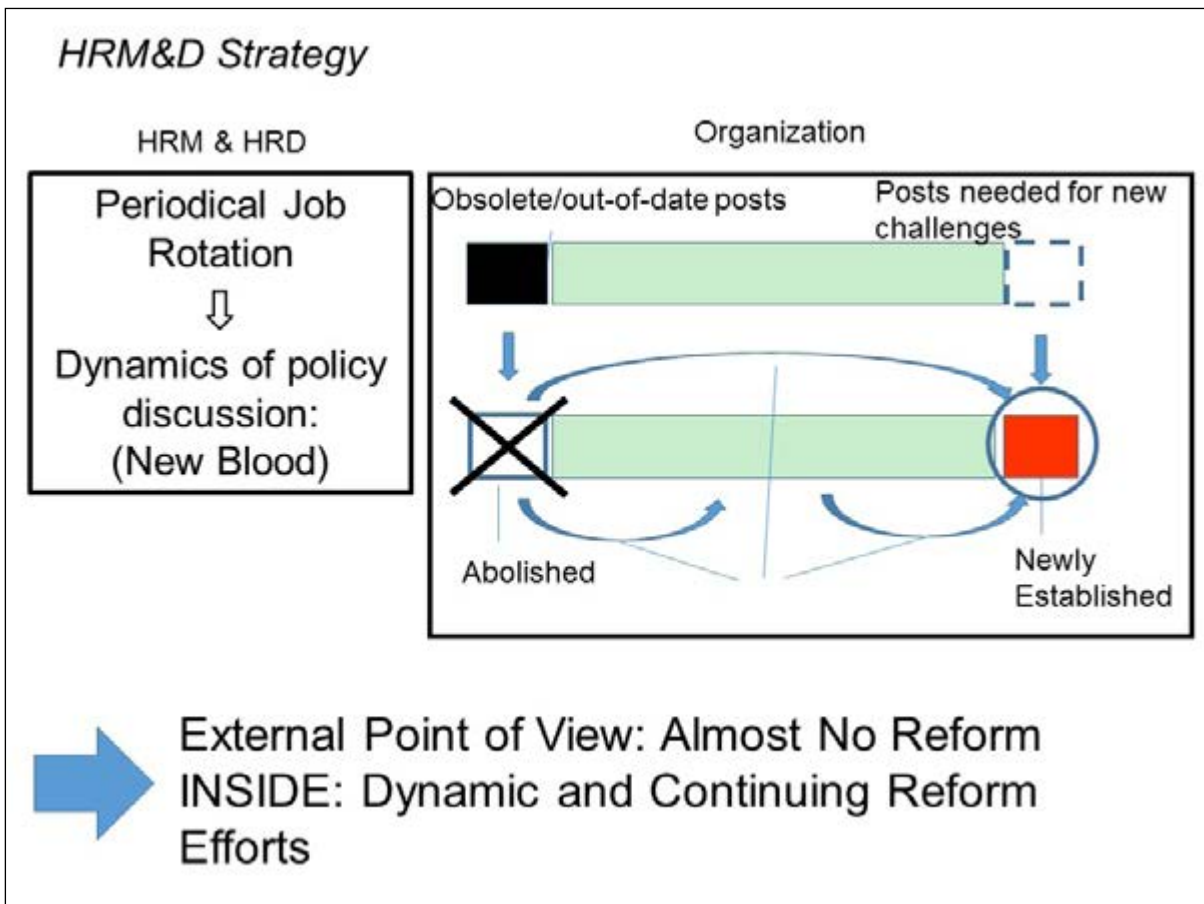 HRM&D Strategy
HRM & HRD
Periodical Job
Rotation
Dynamics of policy
discussion:
(New Blood)
Organization
Obsolete/out-of-date posts
Posts needed for new
challenges
Abolished
Newly
Established
External Point of View: Almost No Reform
INSIDE: Dynamic and Continuing Reform
Efforts